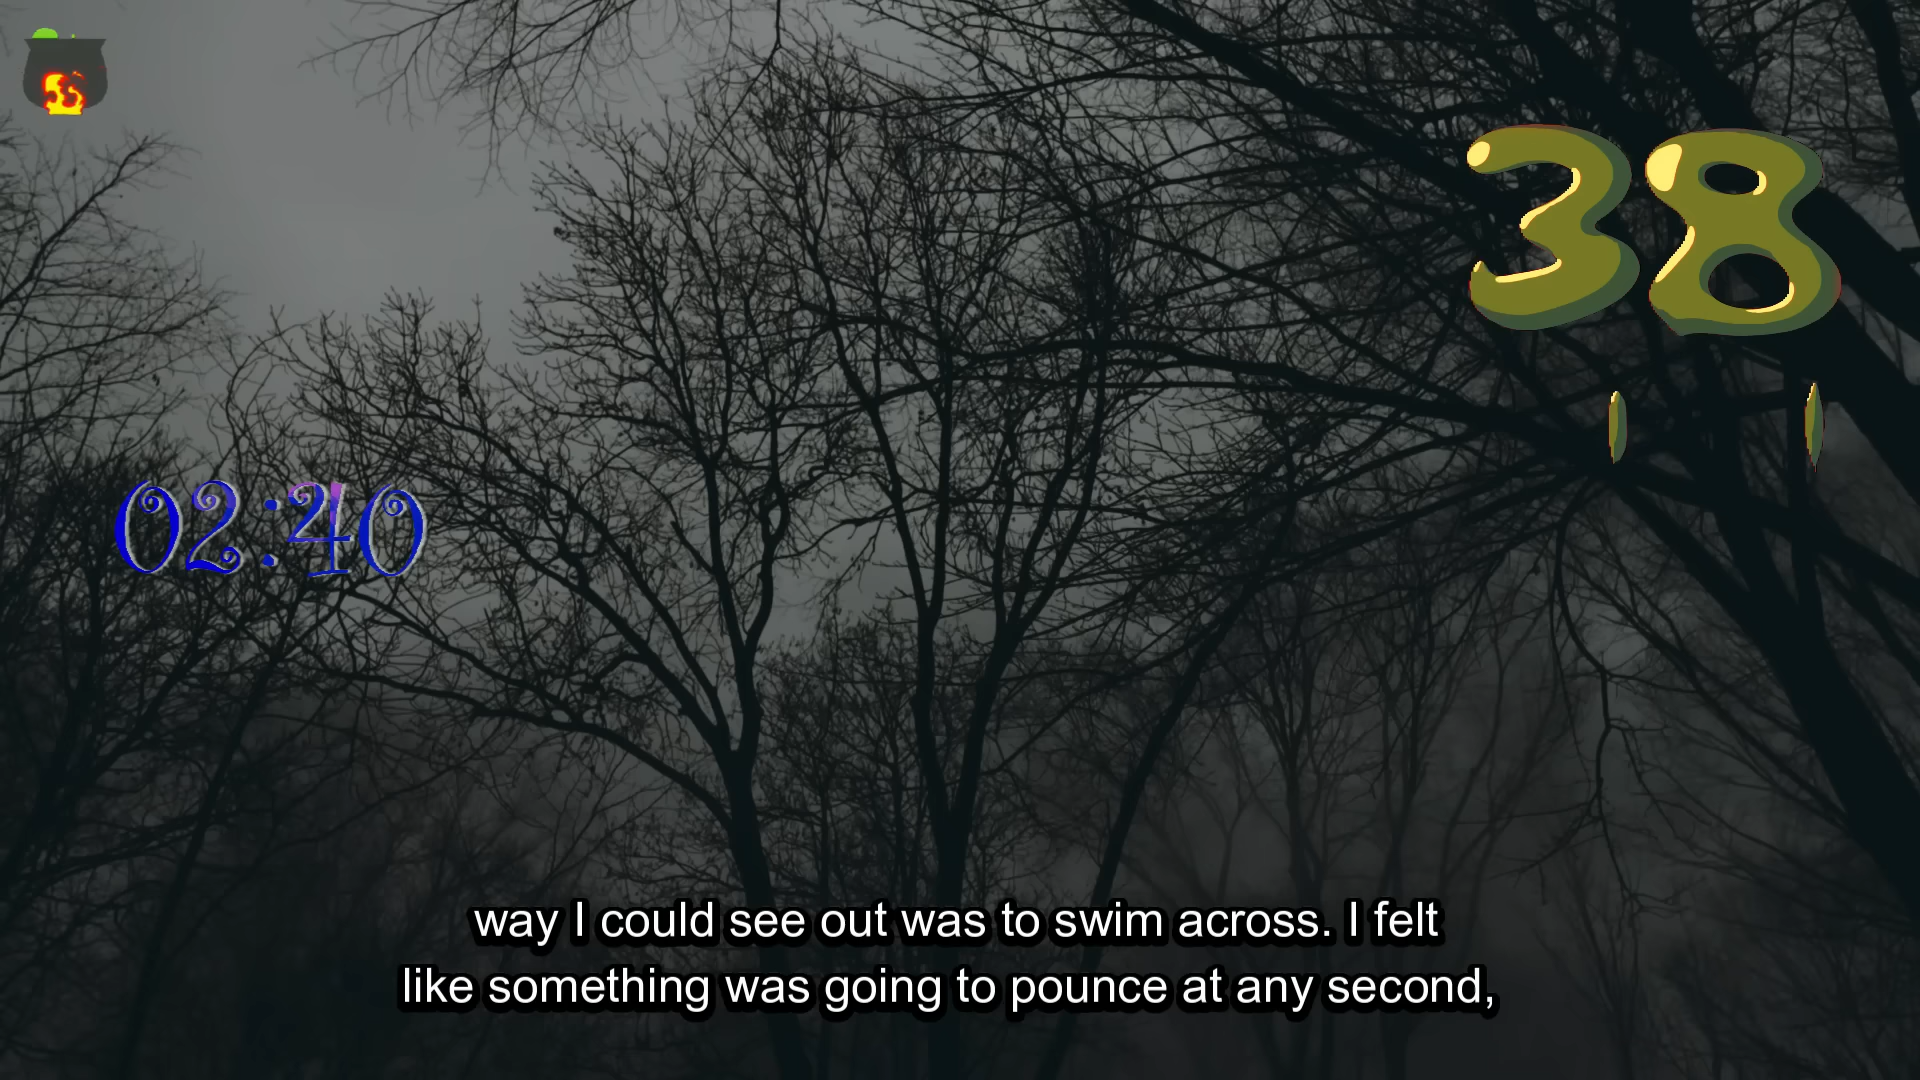 38
02:40
way I could see out was to swim across. I felt
like something was going to pounce at any second,